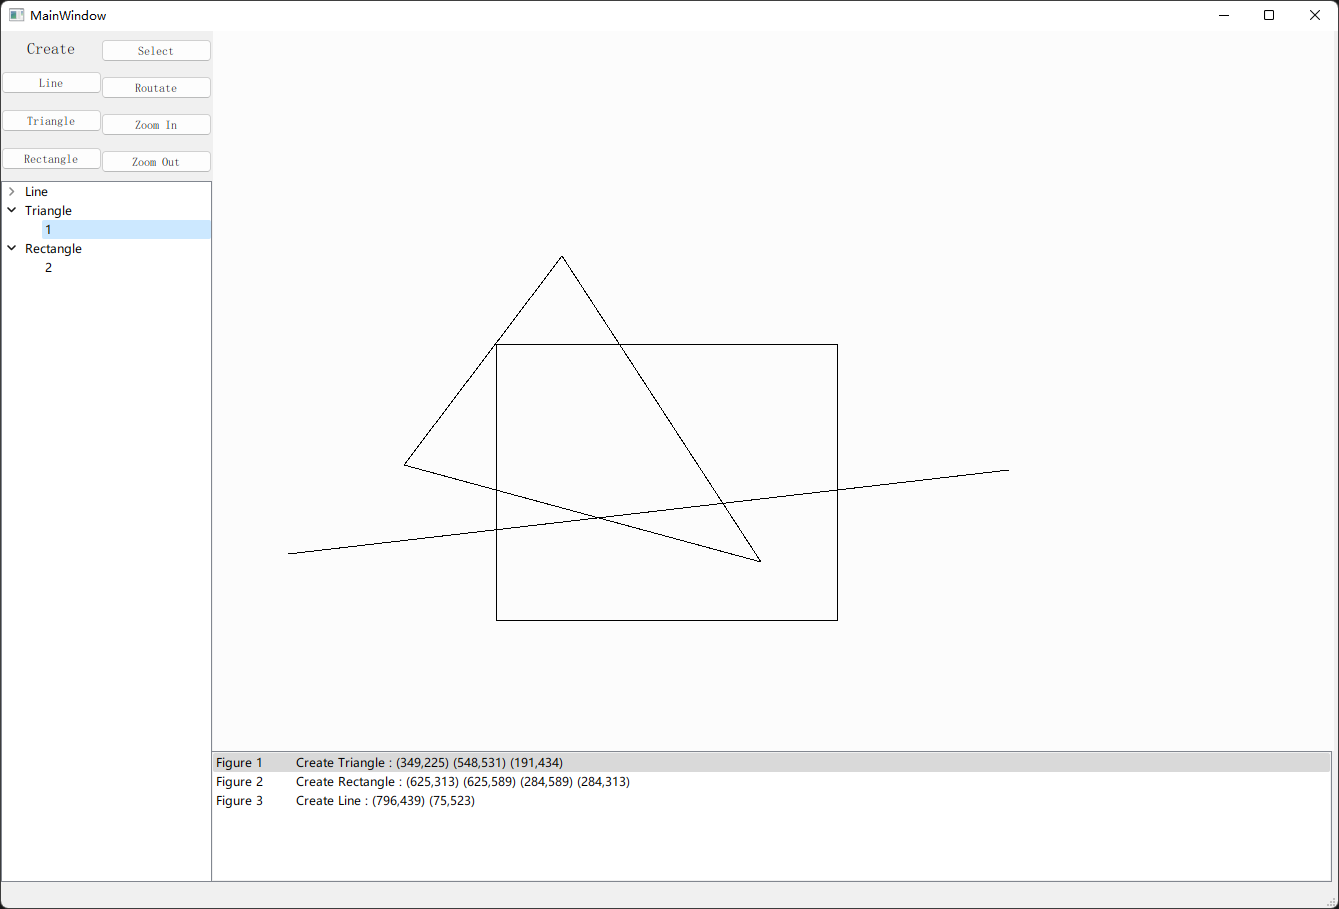 MainWindow
Create
Select
Line
Routate
Triangle
Zoom In
Rectangle
Zoom Out
Line
Triangle
1
Rectangle
2
Figure 1 Create Triangle : (349,225) (548,531) (191,434)
Figure 2 Create Rectangle : (625,313) (625,589) (284,589) (284,313)
Figure 3 Create Line : (796,439) (75,523)